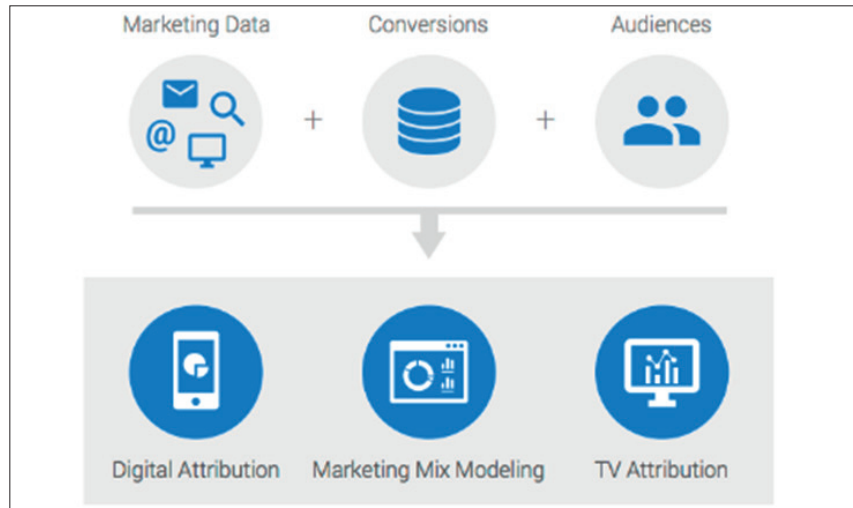 Marketing Data
Conversions
Audiences
@
+
+
Digital Attribution
Marketing Mix Modeling
TV Attribution